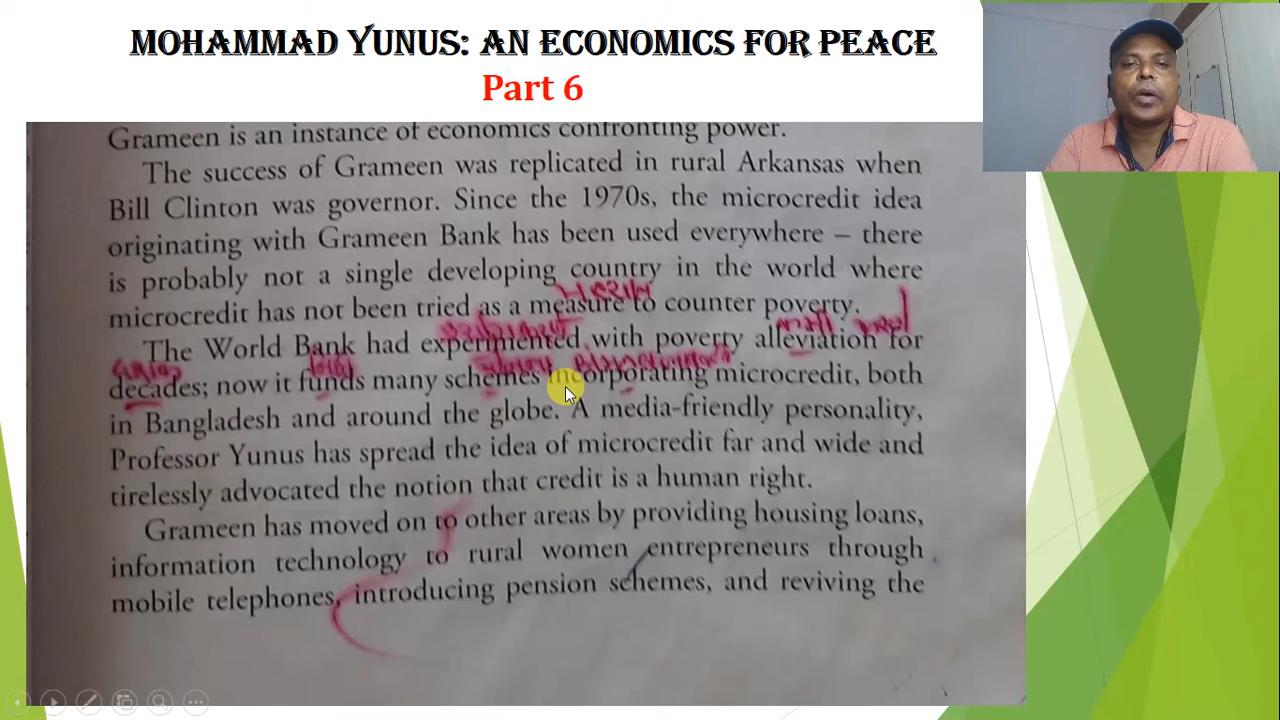 MOHAMMAD YUNUS: AN ECONOMICS FOR PEACE
Part 6
Grameen is an instance of economics confronting power.
The success of Grameen was replicated in rural Arkansas when
Bill Clinton was governor. Since the 1970s, the microcredit idea
originating with Grameen Bank has been used everywhere – there
is probably not a single developing country in the world where
microcredit has not been tried as a measure to counter poverty.
The World Bank had experimented with poverty alleviation for
decades; now it funds many schemes incorporating microcredit, both
in Bangladesh and around the globe. A media-friendly personality,
Professor Yunus has spread the idea of microcredit far and wide and
tirelessly advocated the notion that credit is a human right.
Grameen has moved on to other areas by providing housing loans,
information technology to rural women entrepreneurs through
mobile telephones, introducing pension schemes, and reviving the